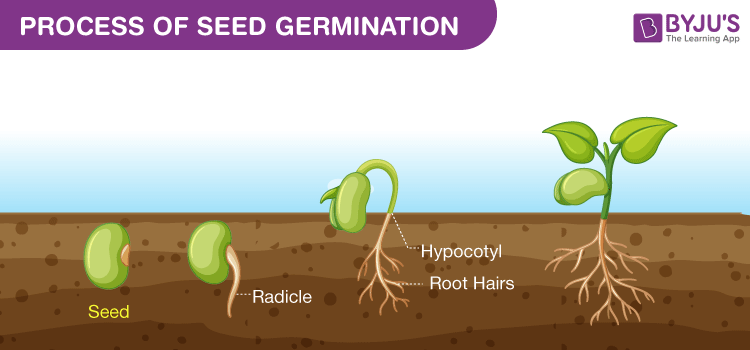 PROCESS OF SEED GERMINATION
BYJU'S
The Learning App
Hypocotyl
Root Hairs
Radicle
Seed